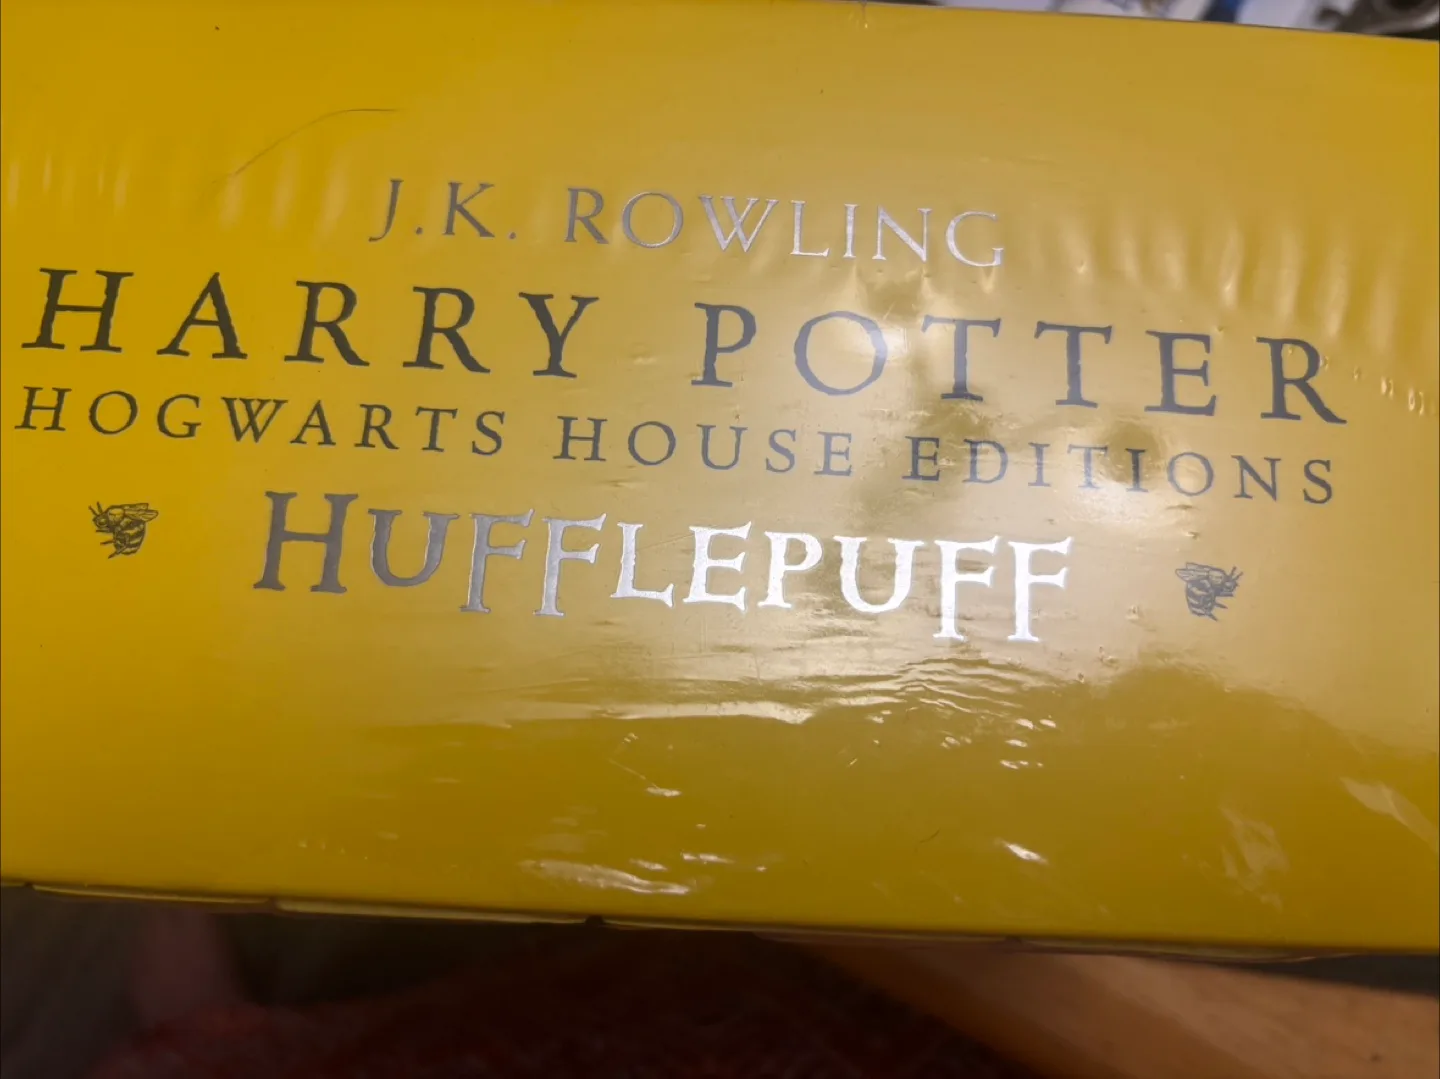 J.K. ROWLING
HARRY POTTER
HOGWARTS HOUSE EDITIONS
HUFFLEPUFF